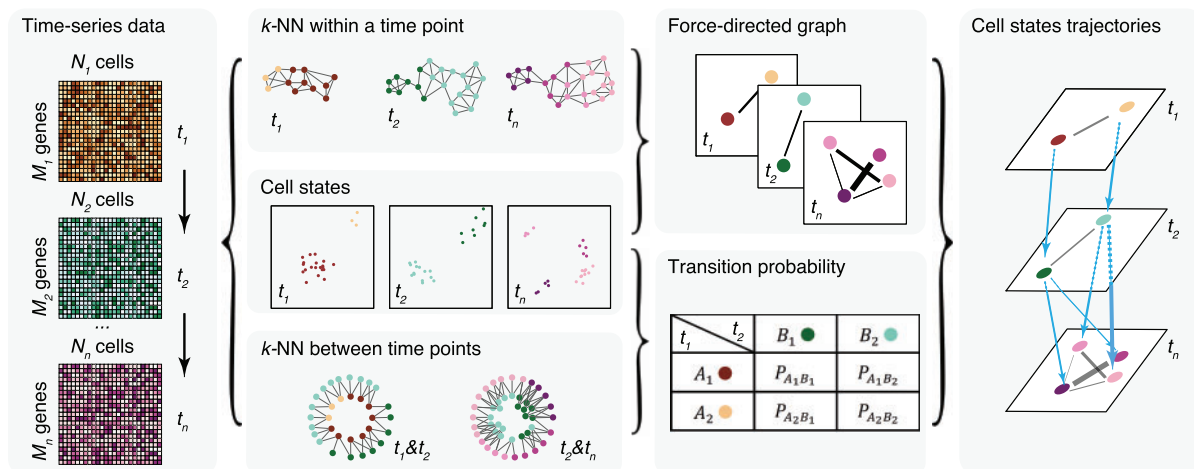 Time-series data
N1 cells
M1 genes
t1
N2 cells
M2 genes
t2
...
Nn cells
Mn genes
tn
k-NN within a time point
t1
t2
tn
Cell states
t1
t2
tn
k-NN between time points
t1&t2
t2&tn
Force-directed graph
t1
t2
tn
Transition probability
t1 t2 B1 B2
A1 PA1B1 PA1B2
A2 PA2B1 PA2B2
Cell states trajectories
t1
t2
tn